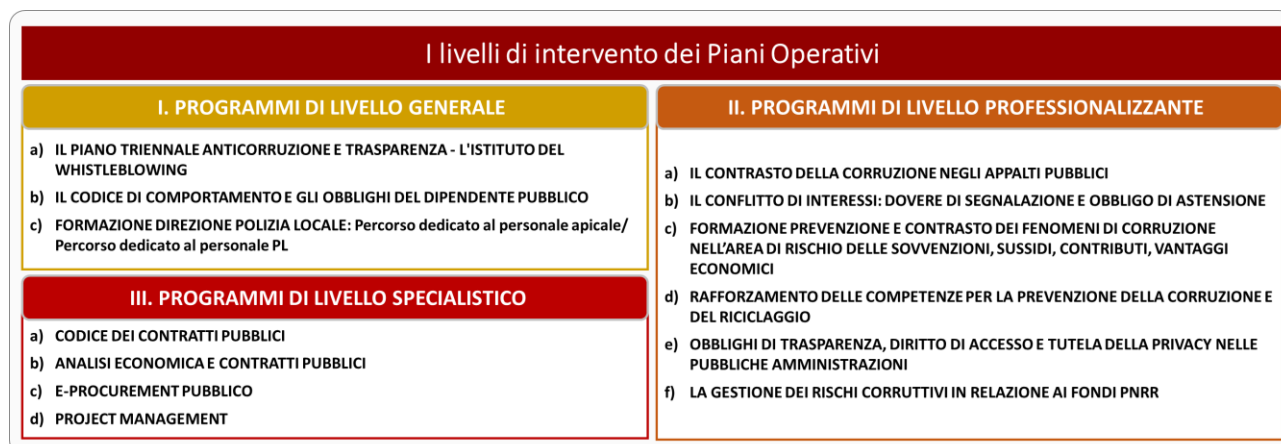 I livelli di intervento dei Piani Operativi
I. PROGRAMMI DI LIVELLO GENERALE
a) IL PIANO TRIENNALE ANTICORRUZIONE E TRASPARENZA - L'ISTITUTO DEL
WHISTLEBLOWING
b) IL CODICE DI COMPORTAMENTO E GLI OBBLIGHI DEL DIPENDENTE PUBBLICO
c) FORMAZIONE DIREZIONE POLIZIA LOCALE: Percorso dedicato al personale apicale/
Percorso dedicato al personale PL
III. PROGRAMMI DI LIVELLO SPECIALISTICO
a) CODICE DEI CONTRATTI PUBBLICI
b) ANALISI ECONOMICA E CONTRATTI PUBBLICI
c) E-PROCUREMENT PUBBLICO
d) PROJECT MANAGEMENT
II. PROGRAMMI DI LIVELLO PROFESSIONALIZZANTE
a) IL CONTRASTO DELLA CORRUZIONE NEGLI APPALTI PUBBLICI
b) IL CONFLITTO DI INTERESSI: DOVERE DI SEGNALAZIONE E OBBLIGO DI ASTENSIONE
c) FORMAZIONE PREVENZIONE E CONTRASTO DEI FENOMENI DI CORRUZIONE
NELL'AREA DI RISCHIO DELLE SOVVENZIONI, SUSSIDI, CONTRIBUTI, VANTAGGI
ECONOMICI
d) RAFFORZAMENTO DELLE COMPETENZE PER LA PREVENZIONE DELLA CORRUZIONE E
DEL RICICLAGGIO
e) OBBLIGHI DI TRASPARENZA, DIRITTO DI ACCESSO E TUTELA DELLA PRIVACY NELLE
PUBBLICHE AMMINISTRAZIONI
f) LA GESTIONE DEI RISCHI CORRUTTIVI IN RELAZIONE AI FONDI PNRR